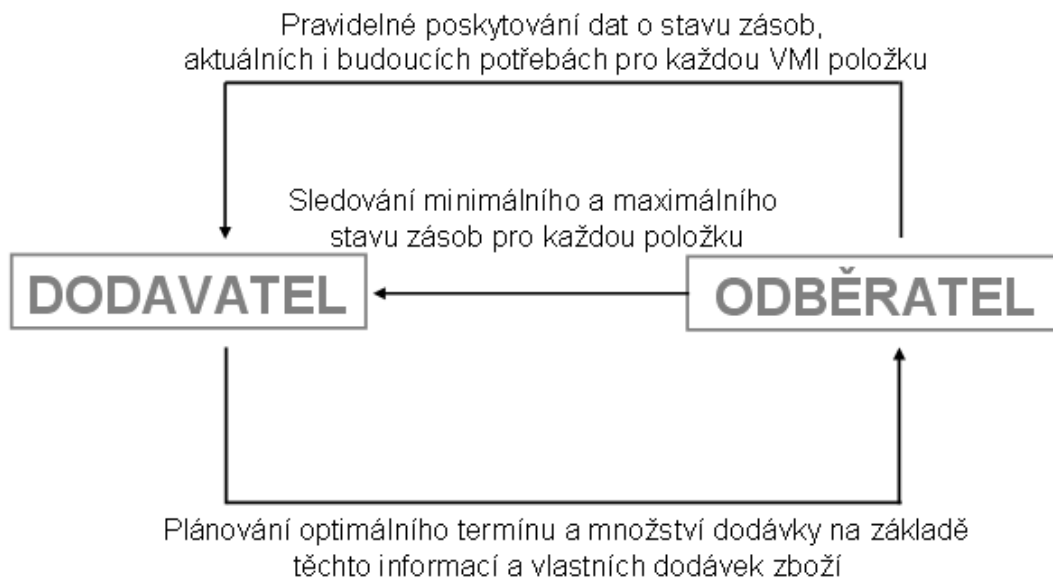 Pravidelné poskytování dat o stavu zásob,
aktuálních i budoucích potřebách pro každou VMI položku
Sledování minimálního a maximálního
stavu zásob pro každou položku
DODAVATEL
ODBĚRATEL
Plánování optimálního termínu a množství dodávky na základě
těchto informací a vlastních dodávek zboží